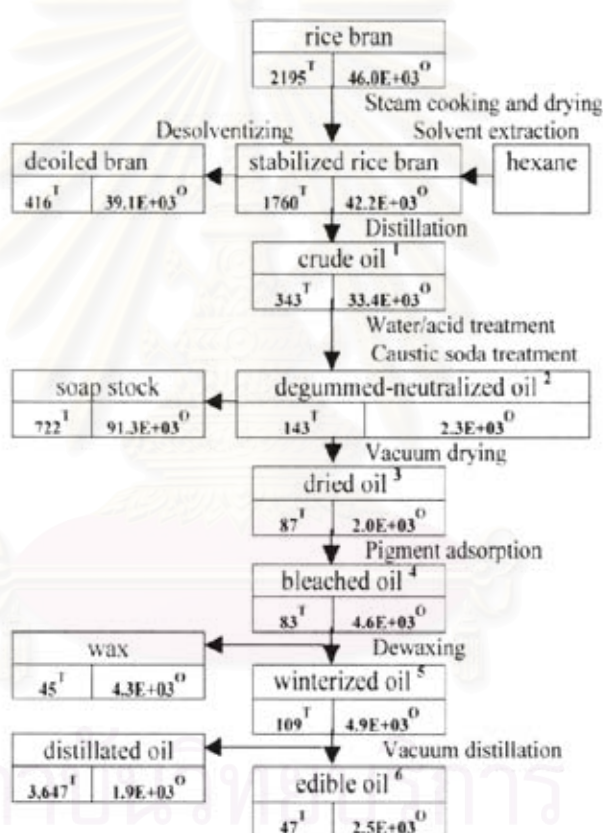 rice bran
2195T 46.0E+03O
Steam cooking and drying
Desolventizing Solvent extraction
deoiled bran stabilized rice bran hexane
416T 39.1E+03O 1760T 42.2E+03O
Distillation
crude oil 1
343T 33.4E+03O
Water/acid treatment
Caustic soda treatment
soap stock degummed-neutralized oil 2
722T 91.3E+03O 143T 2.3E+03O
Vacuum drying
dried oil 3
87T 2.0E+03O
Pigment adsorption
bleached oil 4
83T 4.6E+03O
wax Dewaxing
45T 4.3E+03O winterized oil 5
109T 4.9E+03O
distillated oil Vacuum distillation
3.647T 1.9E+03O edible oil 6
47T 2.5E+03O